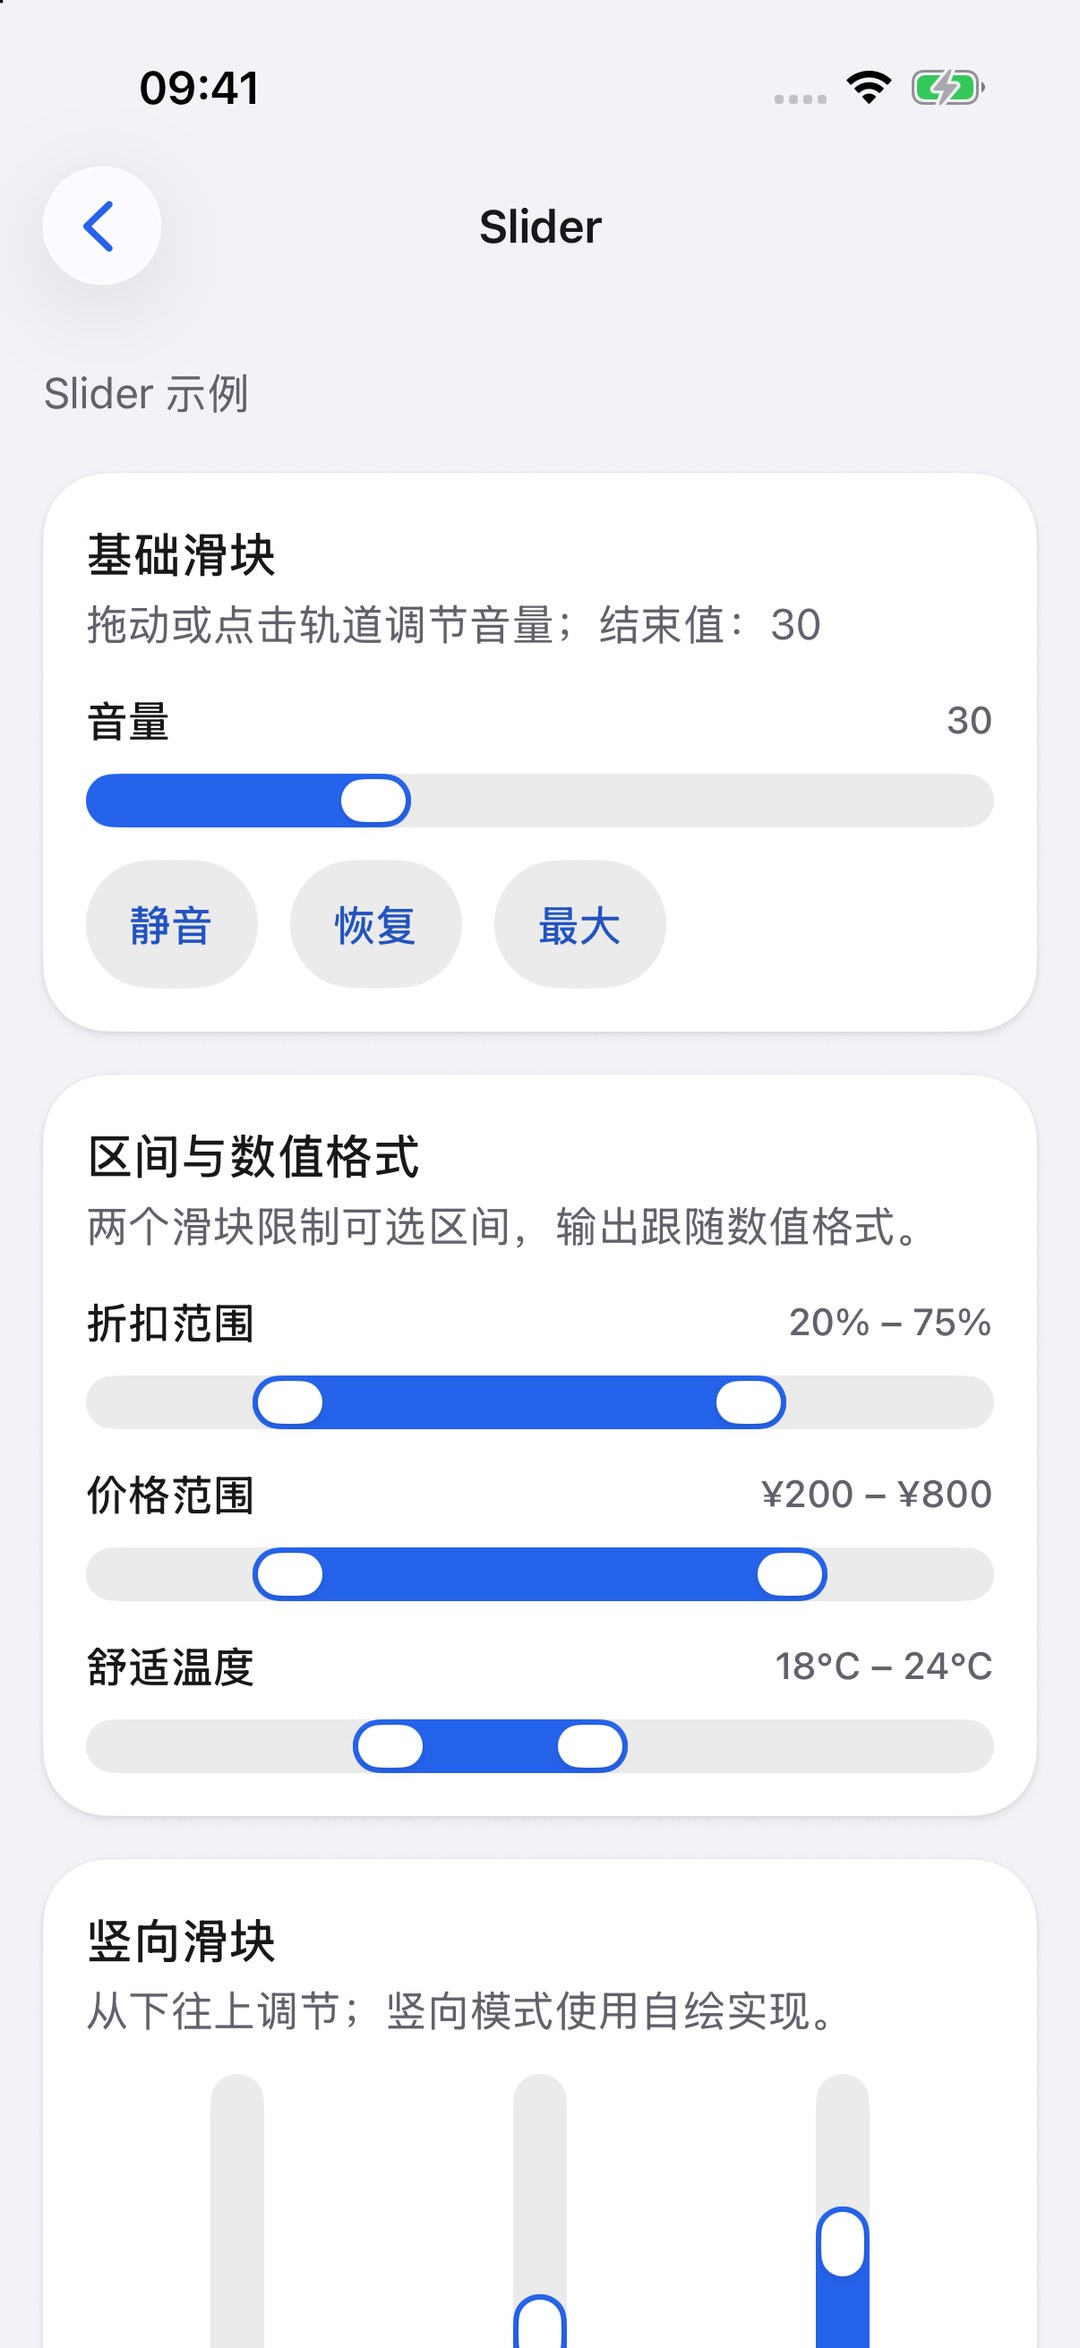 09:41
Slider
Slider 示例
基础滑块
拖动或点击轨道调节音量；结束值：30
音量 30
静音 恢复 最大
区间与数值格式
两个滑块限制可选区间，输出跟随数值格式。
折扣范围 20% – 75%
价格范围 ¥200 – ¥800
舒适温度 18°C – 24°C
竖向滑块
从下往上调节；竖向模式使用自绘实现。